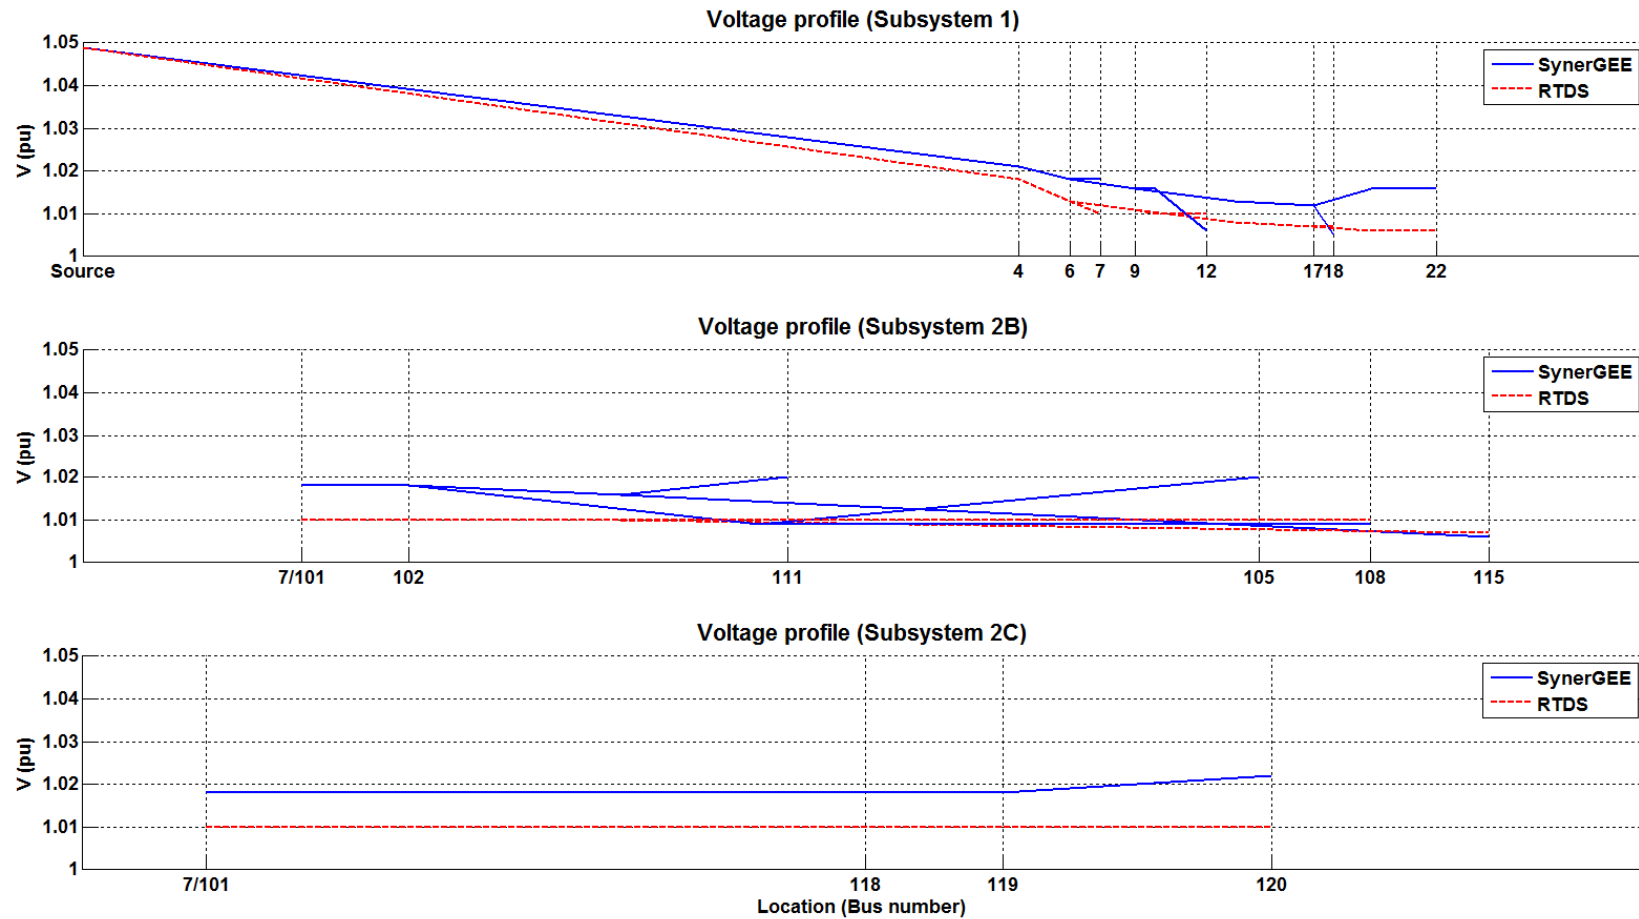 Voltage profile (Subsystem 1)
1.05
1.04
1.03
1.02
1.01
1
V (pu)
SynerGEE
RTDS
Source 4 6 7 9 12 17 18 22
Voltage profile (Subsystem 2B)
1.05
1.04
1.03
1.02
1.01
1
V (pu)
SynerGEE
RTDS
7/101 102 111 105 108 115
Voltage profile (Subsystem 2C)
1.05
1.04
1.03
1.02
1.01
1
V (pu)
SynerGEE
RTDS
7/101 118 119 120
Location (Bus number)